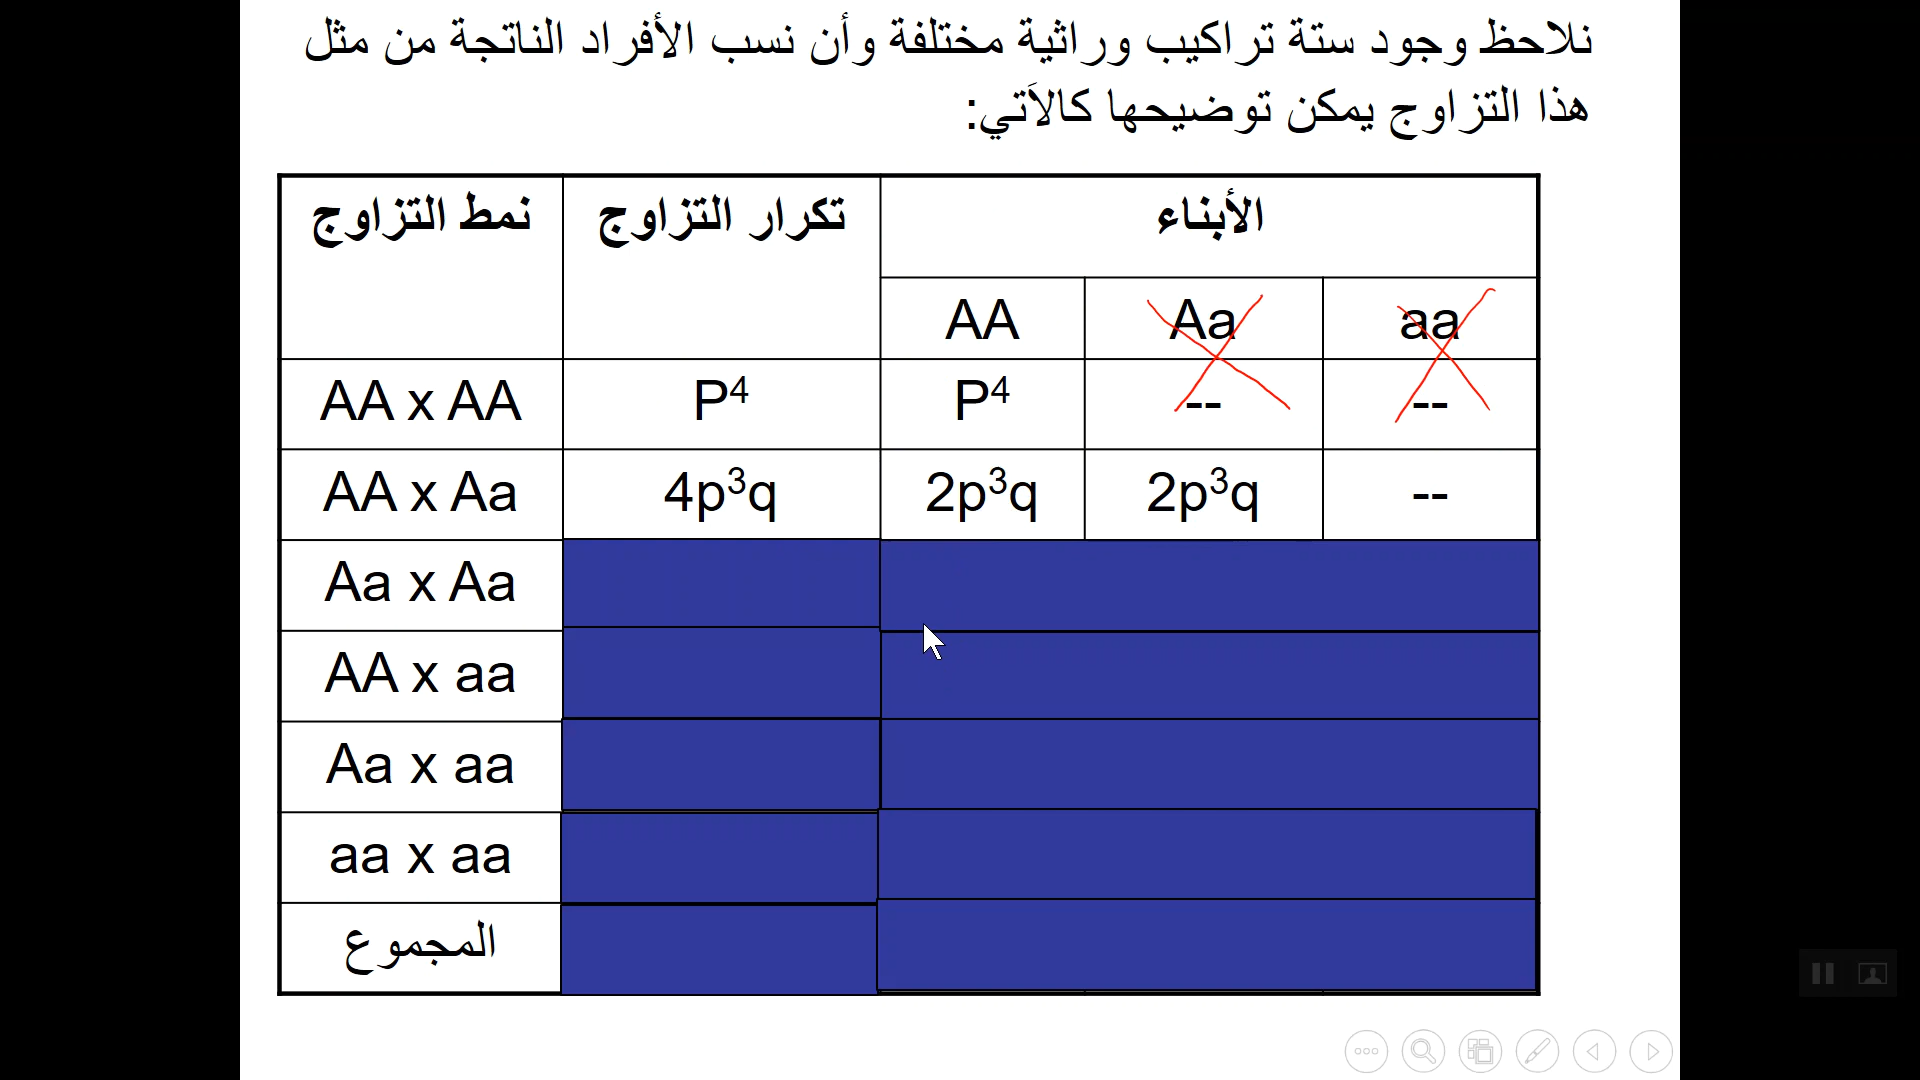 نلاحظ وجود ستة تراكيب وراثية مختلفة وأن نسب الأفراد الناتجة من مثل
هذا التزاوج يمكن توضيحها كالآتي:
نمط التزاوج تكرار التزاوج الأبناء
AA Aa aa
AA x AA P⁴ P⁴ -- --
AA x Aa 4p³q 2p³q 2p³q --
Aa x Aa
AA x aa
Aa x aa
aa x aa
المجموع